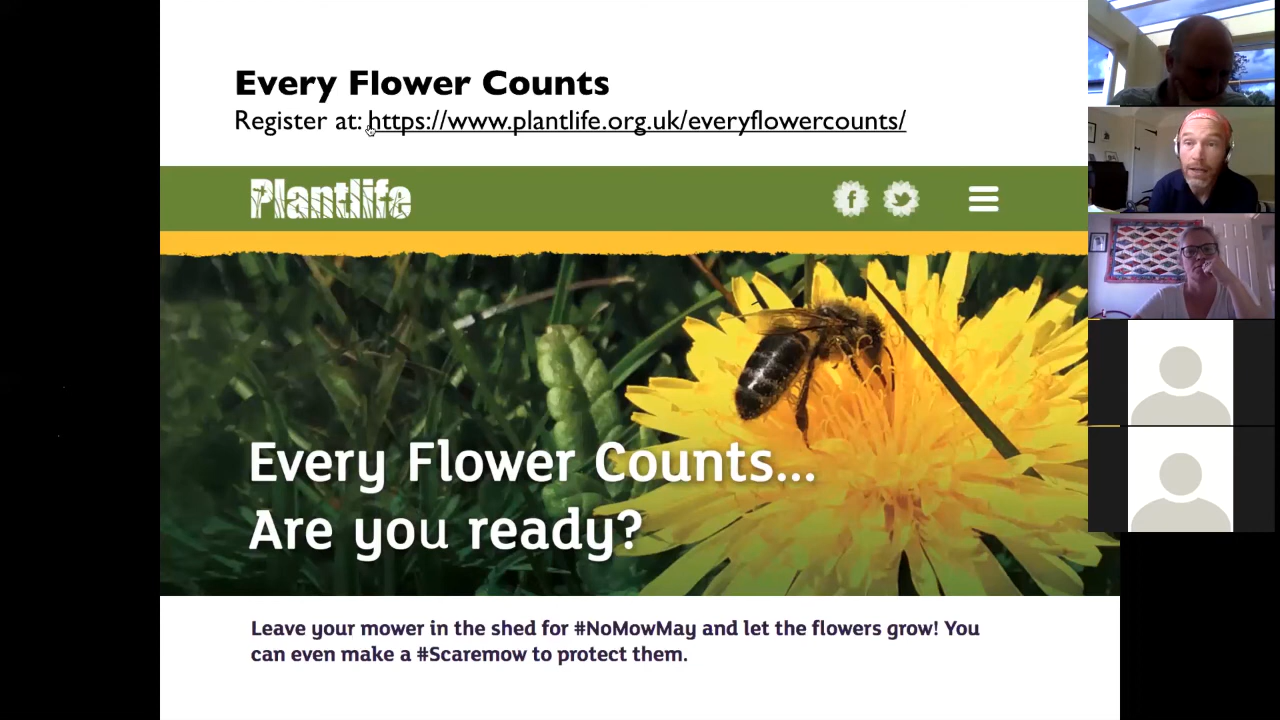 Every Flower Counts
Register at: https://www.plantlife.org.uk/everyflowercounts/
Plantlife
Every Flower Counts...
Are you ready?
Leave your mower in the shed for #NoMowMay and let the flowers grow! You
can even make a #Scaremow to protect them.